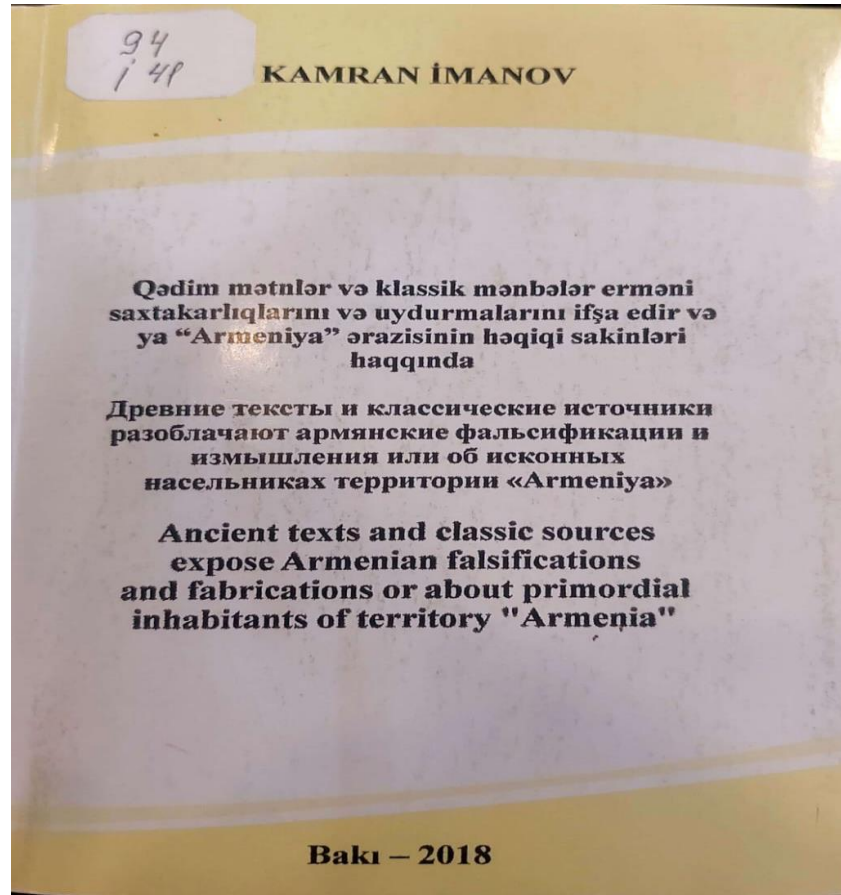 94
i 48
KAMRAN İMANOV
Qədim mətnlər və klassik mənbələr erməni
saxtakarlıqlarını və uydurmalarını ifşa edir və
ya “Armeniya” ərazisinin həqiqi sakinləri
haqqında
Древние тексты и классические источники
разоблачают армянские фальсификации и
измышления или об исконных
насельниках территории «Armeniya»
Ancient texts and classic sources
expose Armenian falsifications
and fabrications or about primordial
inhabitants of territory "Armenia"
Bakı – 2018